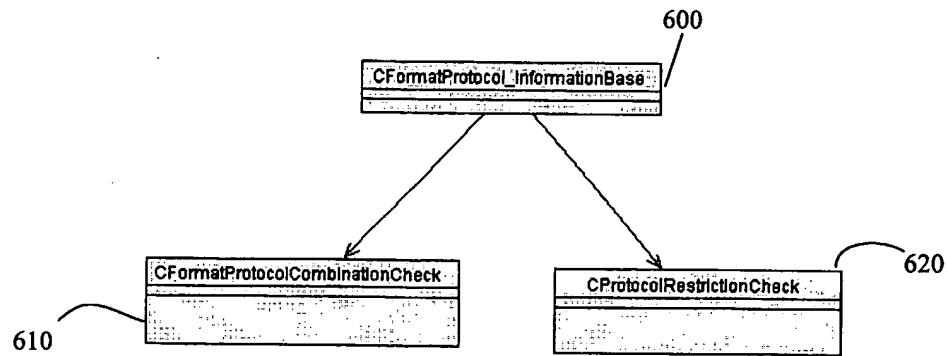 600
CFormatProtocol_InformationBase
CFormatProtocolCombinationCheck
CProtocolRestrictionCheck
620
610